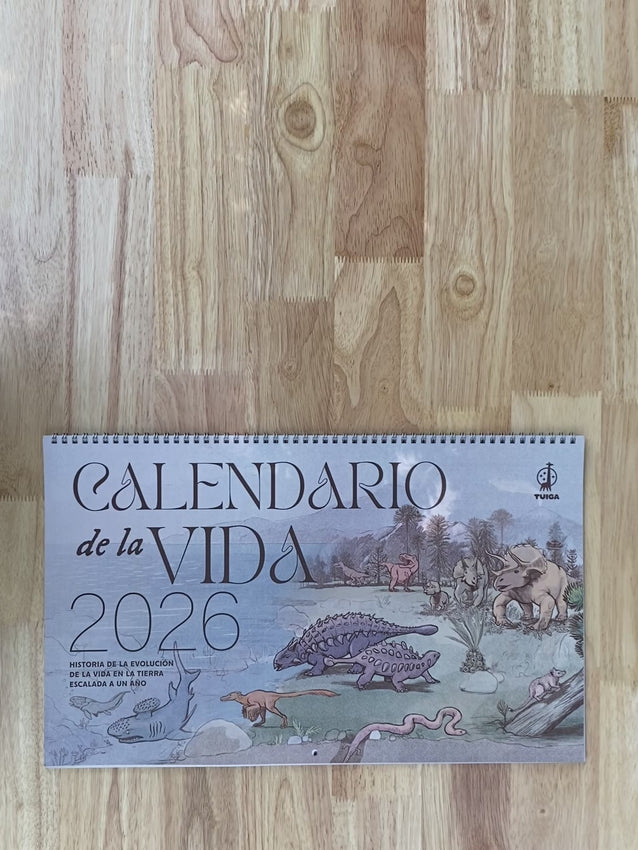 CALENDARIO
de la VIDA
2026
HISTORIA DE LA EVOLUCIÓN
DE LA VIDA EN LA TIERRA
ESCALADA A UN AÑO
TUIGA